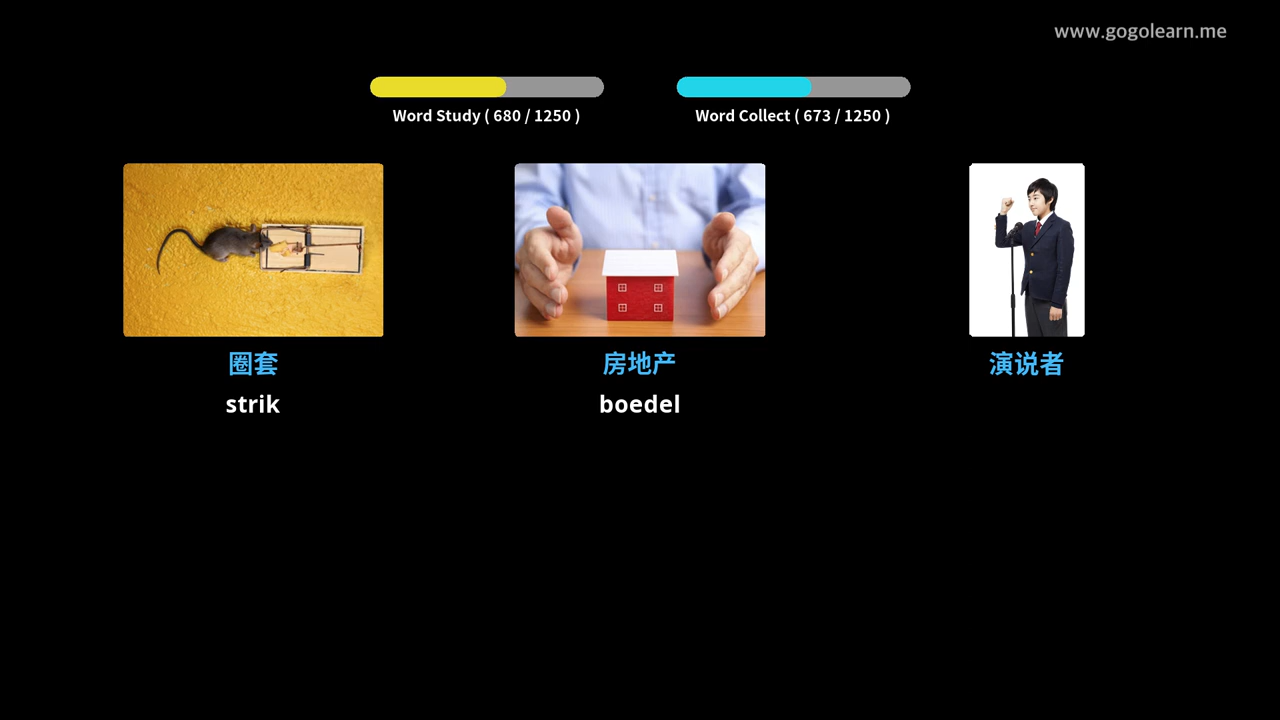 www.gogolearn.me
Word Study ( 680 / 1250 )
Word Collect ( 673 / 1250 )
圈套
房地产
演说者
strik
boedel